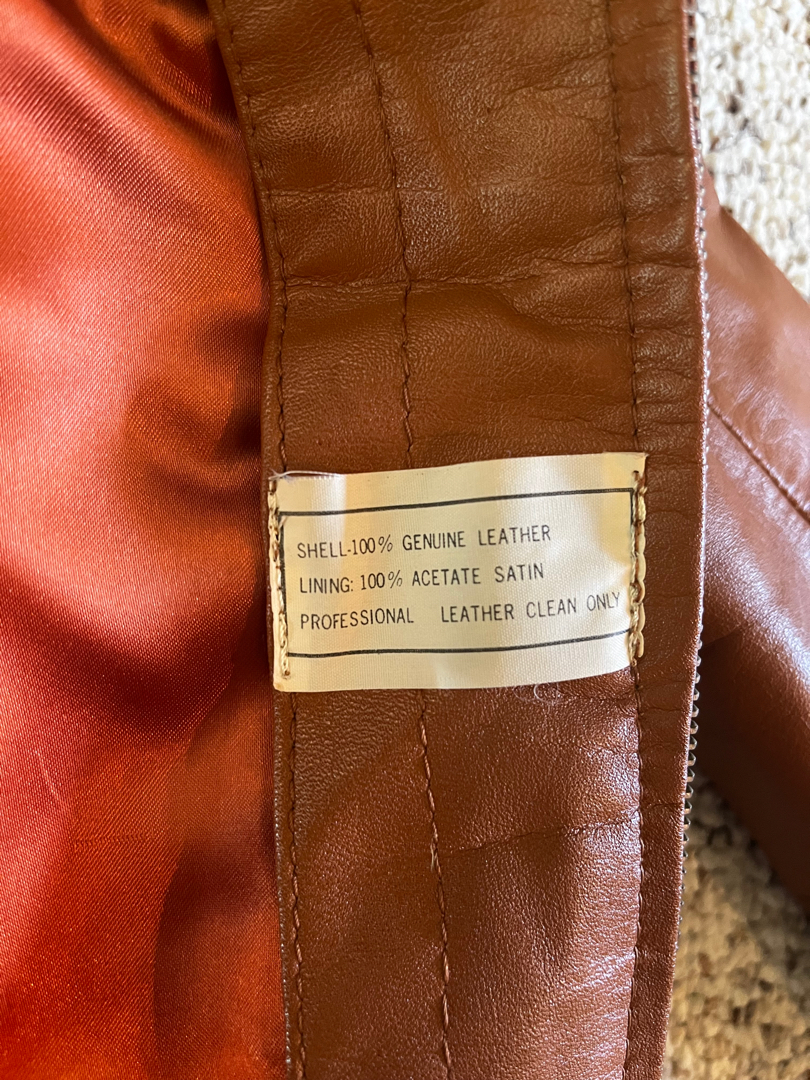 SHELL-100% GENUINE LEATHER
LINING: 100% ACETATE SATIN
PROFESSIONAL LEATHER CLEAN ONLY